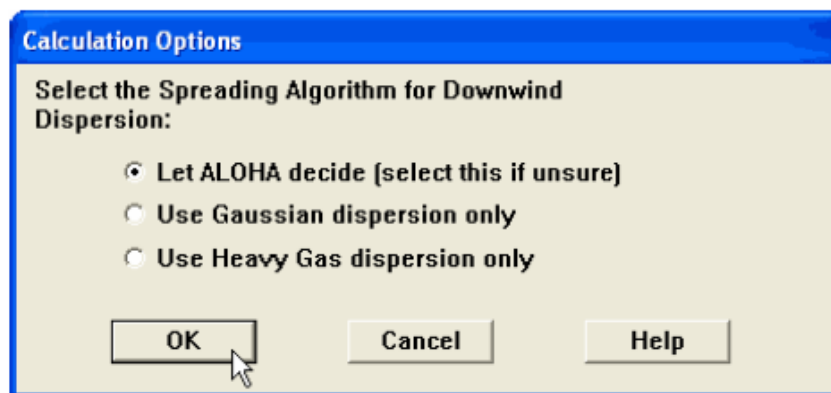 Calculation Options
Select the Spreading Algorithm for Downwind
Dispersion:
Let ALOHA decide (select this if unsure)
Use Gaussian dispersion only
Use Heavy Gas dispersion only
OK Cancel Help